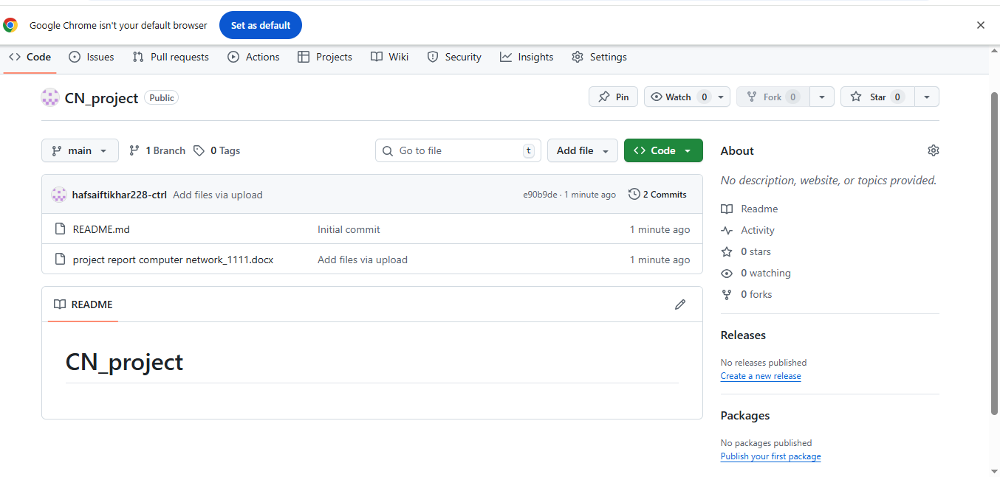 Google Chrome isn't your default browser Set as default
Code Issues Pull requests Actions Projects Wiki Security Insights Settings
CN_project Public Pin Watch 0 Fork 0 Star 0
main 1 Branch 0 Tags Go to file t Add file Code
hafsaiftikhar228-ctrl Add files via upload e90b9de · 1 minute ago 2 Commits
README.md Initial commit 1 minute ago
project report computer network_1111.docx Add files via upload 1 minute ago
README
CN_project
About
No description, website, or topics provided.
Readme
Activity
0 stars
0 watching
0 forks
Releases
No releases published
Create a new release
Packages
No packages published
Publish your first package